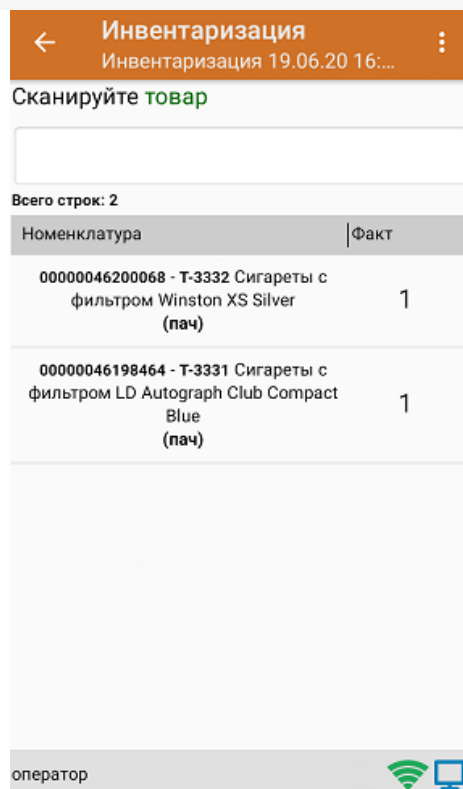 Инвентаризация
Инвентаризация 19.06.20 16:...
Сканируйте товар
Всего строк: 2
Номенклатура Факт
00000046200068 - Т-3332 Сигареты с
фильтром Winston XS Silver
(пач)
1
00000046198464 - Т-3331 Сигареты с
фильтром LD Autograph Club Compact
Blue
(пач)
1
оператор